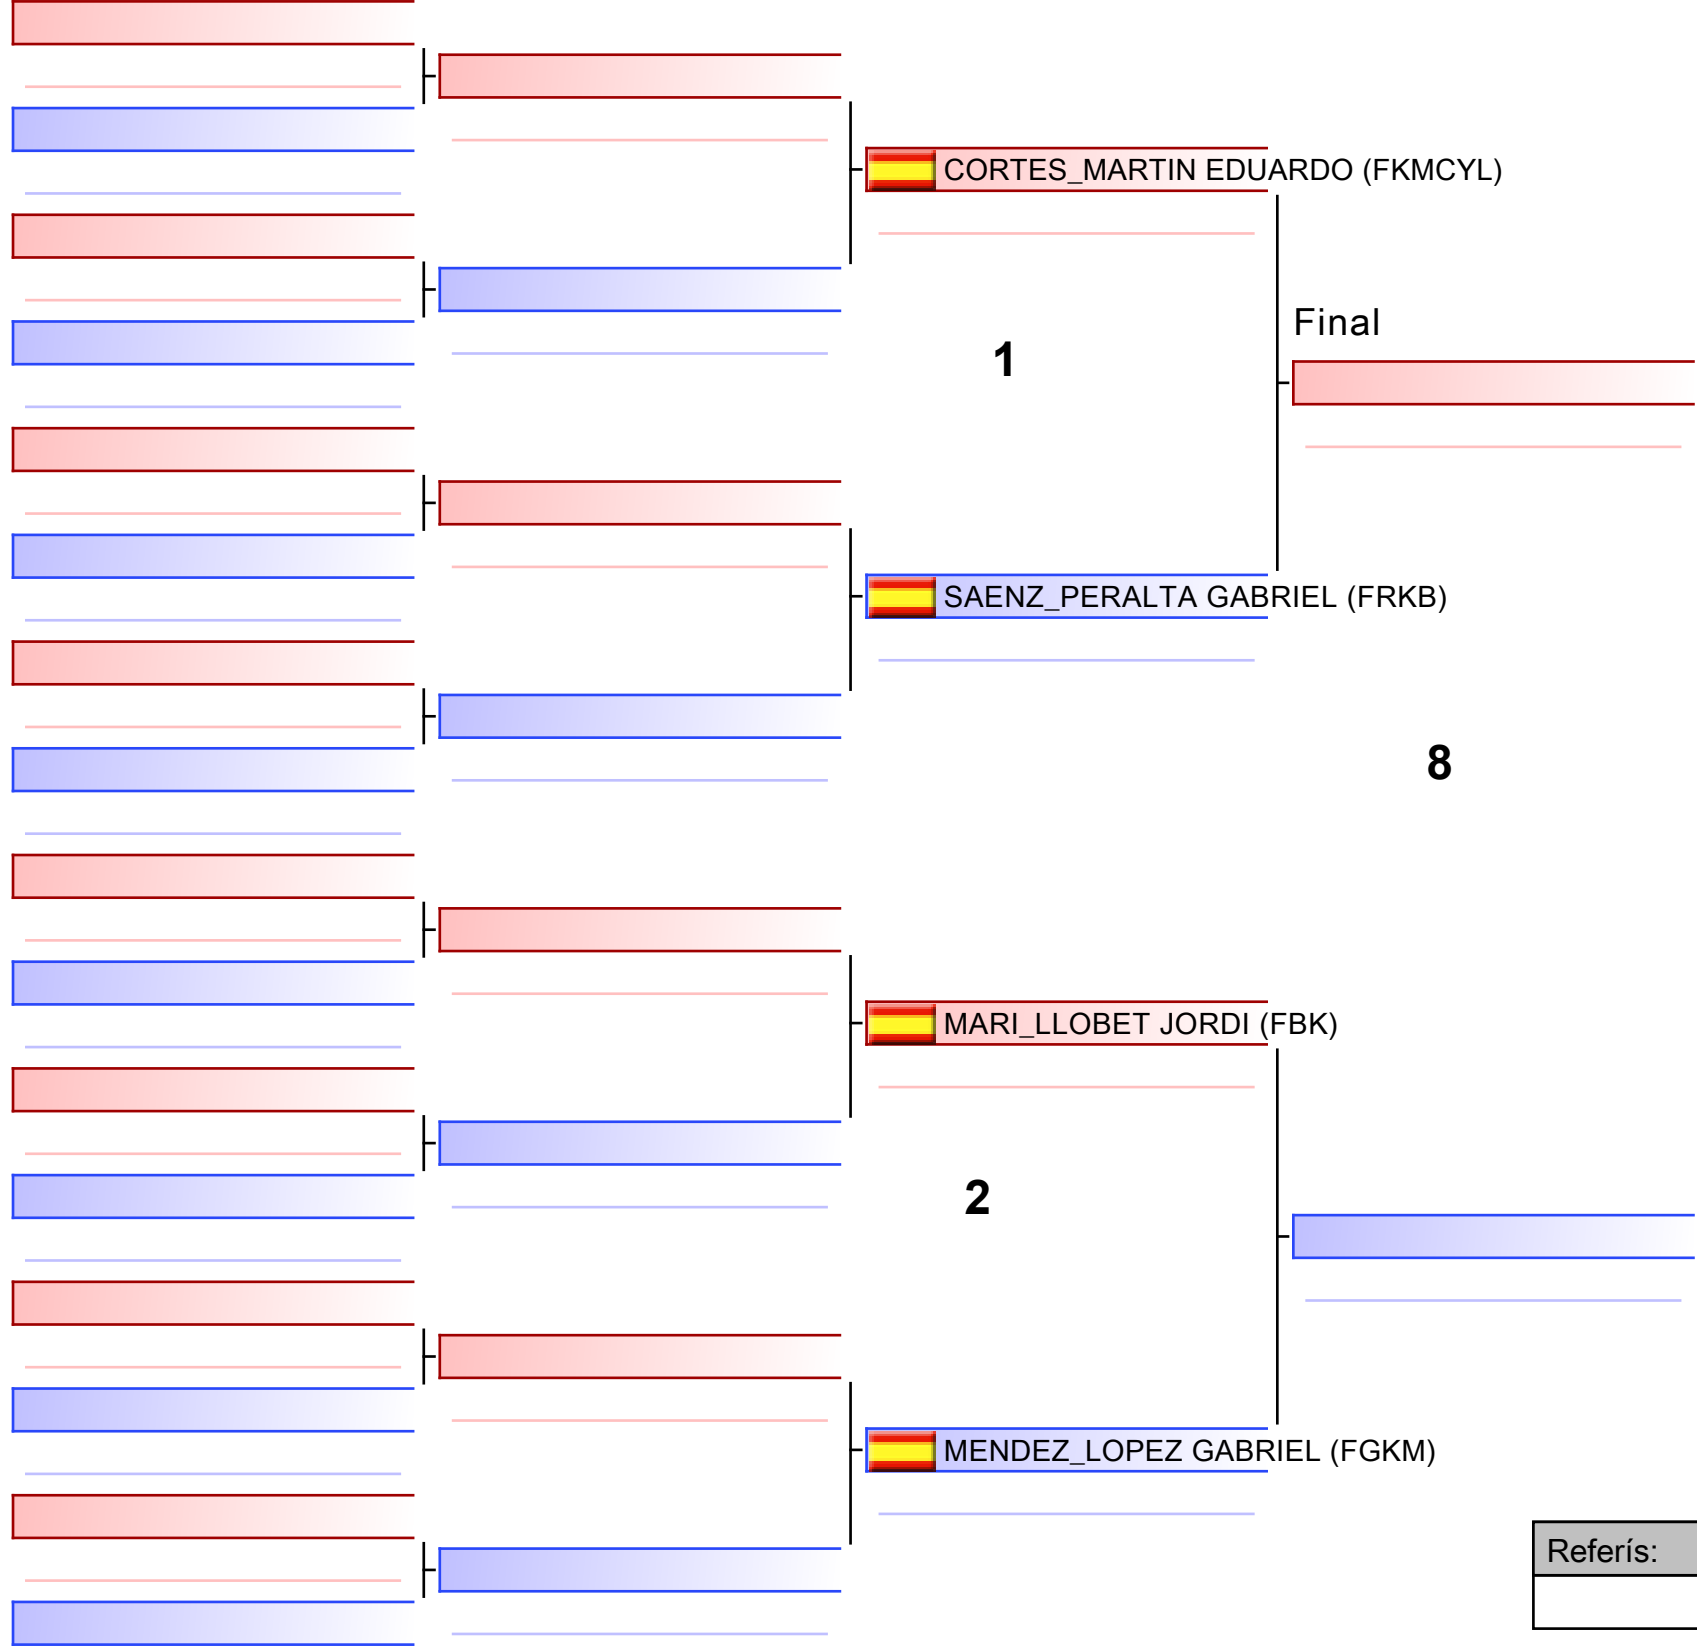 CORTES_MARTIN EDUARDO (FKMCYL)
Final
1
SAENZ_PERALTA GABRIEL (FRKB)
8
MARI_LLOBET JORDI (FBK)
2
MENDEZ_LOPEZ GABRIEL (FGKM)
Referís: